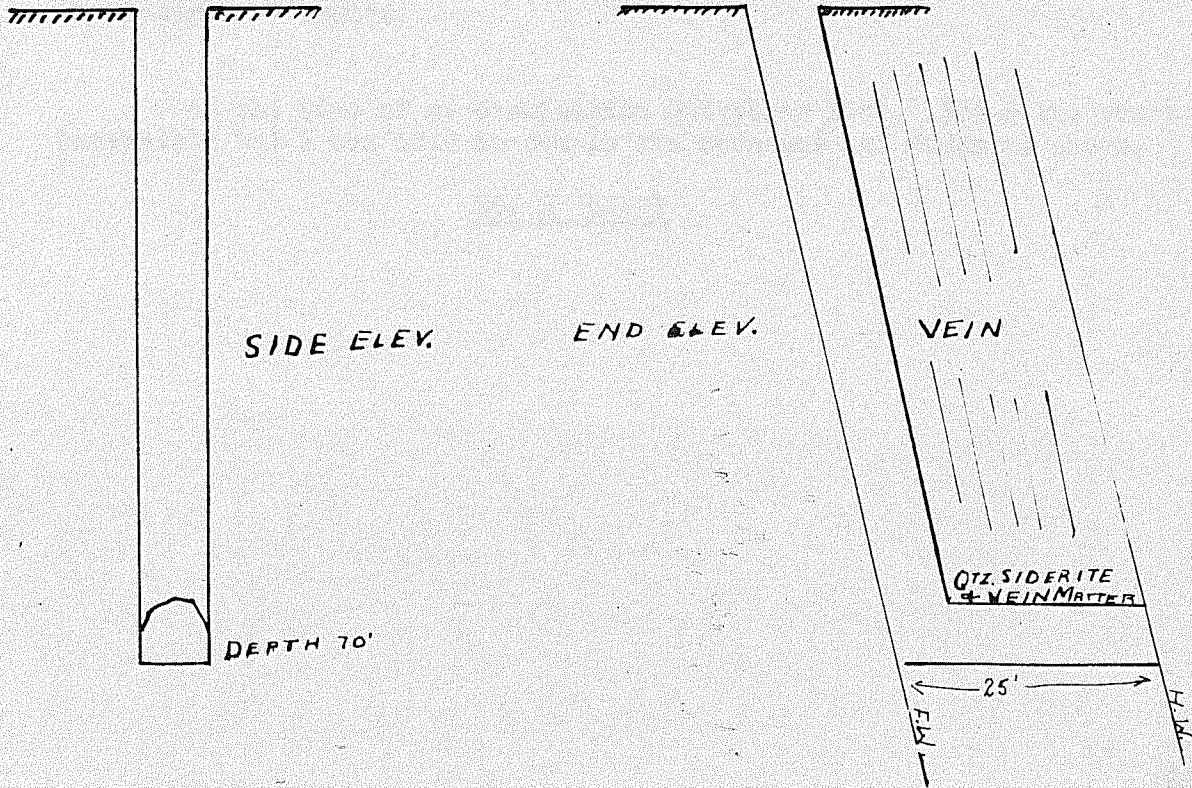 SIDE ELEV.
END ELEV.
VEIN
QTZ. SIDERITE
& VEIN MATTER
DEPTH 70'
25'
F.W.
H.W.